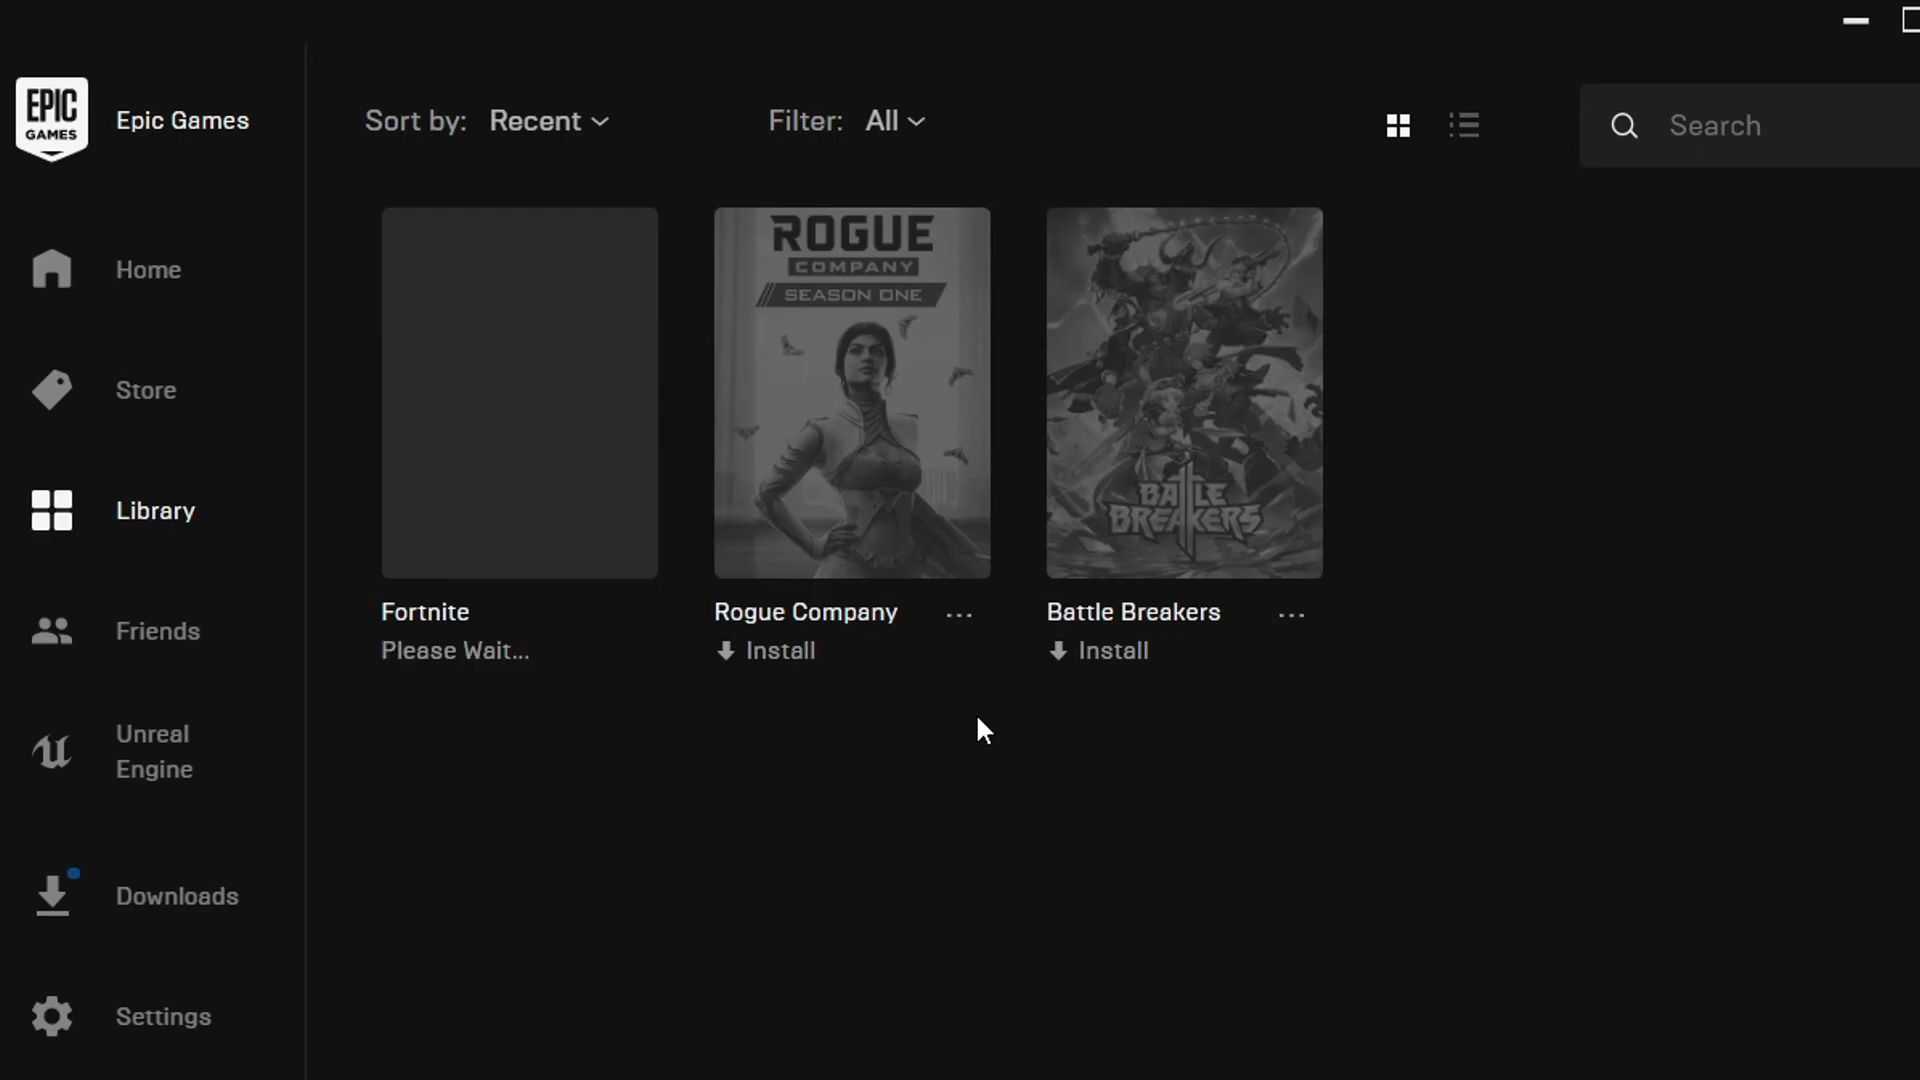 EPIC
GAMES
Epic Games
Sort by: Recent
Filter: All
Search
Home
Store
Library
Friends
Unreal
Engine
Downloads
Settings
ROGUE
COMPANY
SEASON ONE
BATTLE
BREAKERS
Fortnite
Please Wait...
Rogue Company
...
Install
Battle Breakers
...
Install